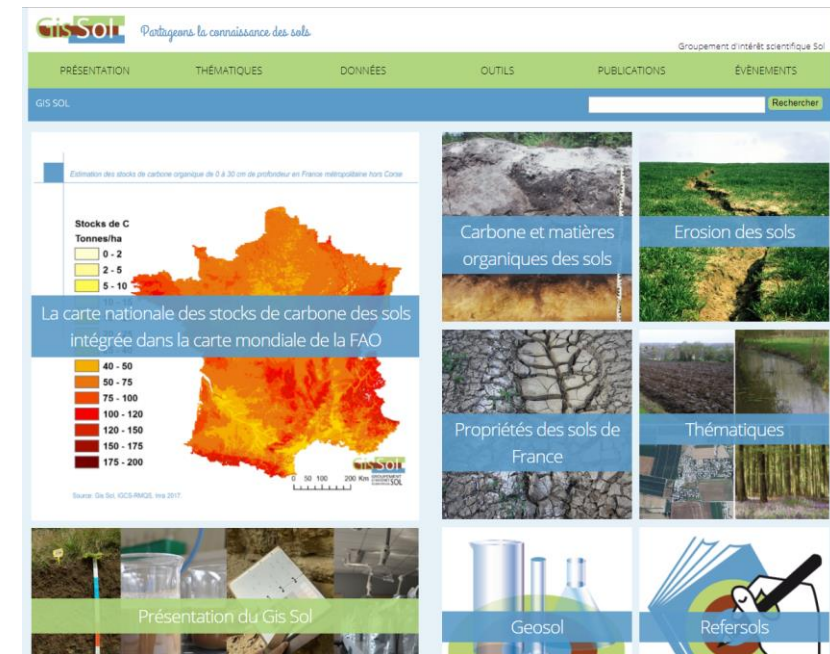 GisSol
Partageons la connaissance des sols
Groupement d'intérêt scientifique Sol
PRÉSENTATION
THÉMATIQUES
DONNÉES
OUTILS
PUBLICATIONS
ÉVÈNEMENTS
GIS SOL
Rechercher
Estimation des stocks de carbone organique de 0 à 30 cm de profondeur en France métropolitaine hors Corse
Stocks de C
Tonnes/ha
0 - 2
2 - 5
5 - 10
La carte nationale des stocks de carbone des sols
intégrée dans la carte mondiale de la FAO
40 - 50
50 - 75
75 - 100
100 - 120
120 - 150
150 - 175
175 - 200
0 50 100 200 Km
GisSol
GROUPEMENT
D'INTÉRÊT
SCIENTIFIQUE SOL
Source: Gis Sol, IGCS-RMQS, Inra 2017.
Carbone et matières
organiques des sols
Erosion des sols
Propriétés des sols de
France
Thématiques
Présentation du Gis Sol
Geosol
Refersols